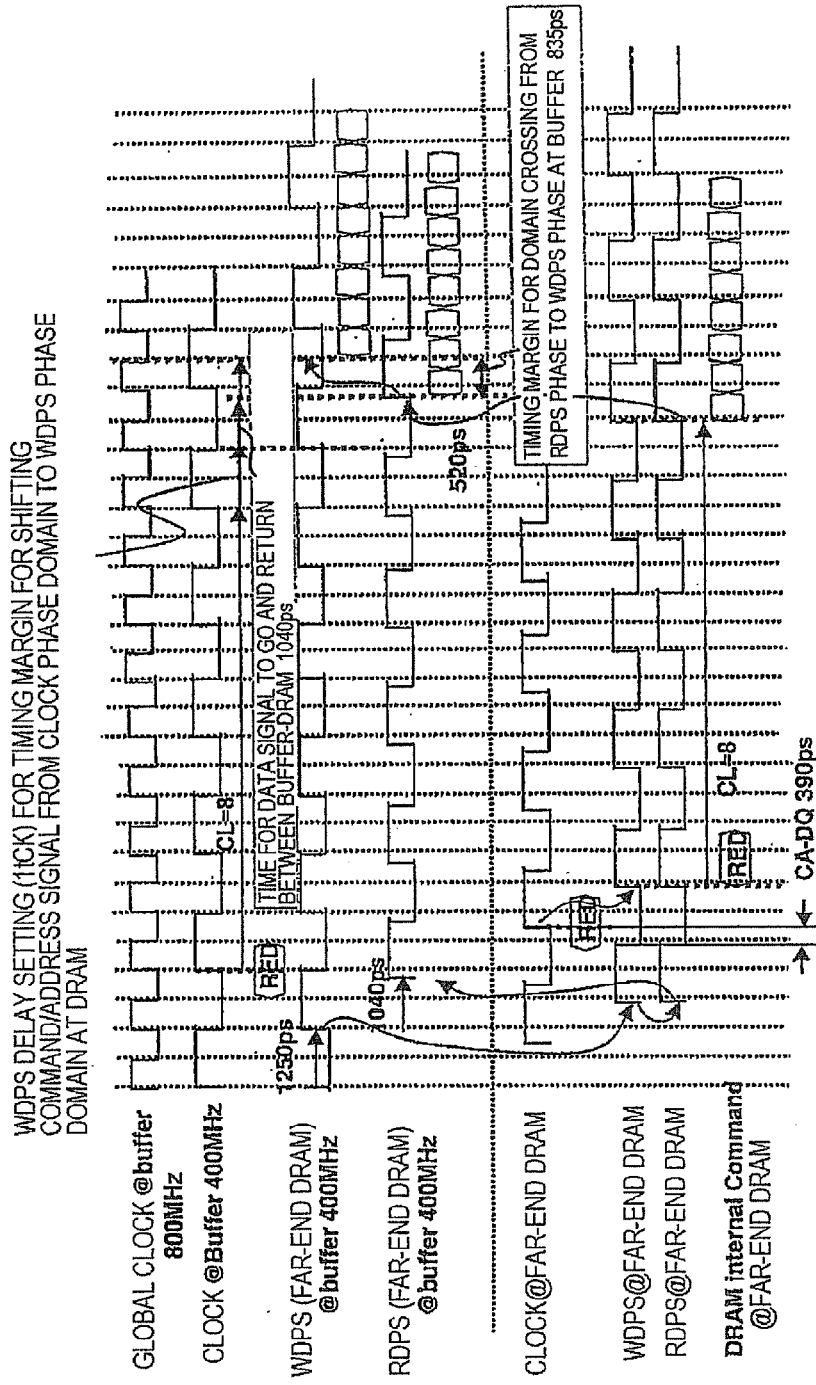 WDPS DELAY SETTING (1tCK) FOR TIMING MARGIN FOR SHIFTING
COMMAND/ADDRESS SIGNAL FROM CLOCK PHASE DOMAIN TO WDPS PHASE
DOMAIN AT DRAM
GLOBAL CLOCK @buffer
800MHz
CLOCK @Buffer 400MHz
CL=8
RED
TIME FOR DATA SIGNAL TO GO AND RETURN
BETWEEN BUFFER-DRAM 1040ps
WDPS (FAR-END DRAM)
@buffer 400MHz
1250ps
RDPS (FAR-END DRAM)
@buffer 400MHz
040ps
520ps
TIMING MARGIN FOR DOMAIN CROSSING FROM
RDPS PHASE TO WDPS PHASE AT BUFFER 835ps
CLOCK@FAR-END DRAM
RED
WDPS@FAR-END DRAM
RDPS@FAR-END DRAM
DRAM internal Command
@FAR-END DRAM
RED
CL=8
CA-DQ 390ps